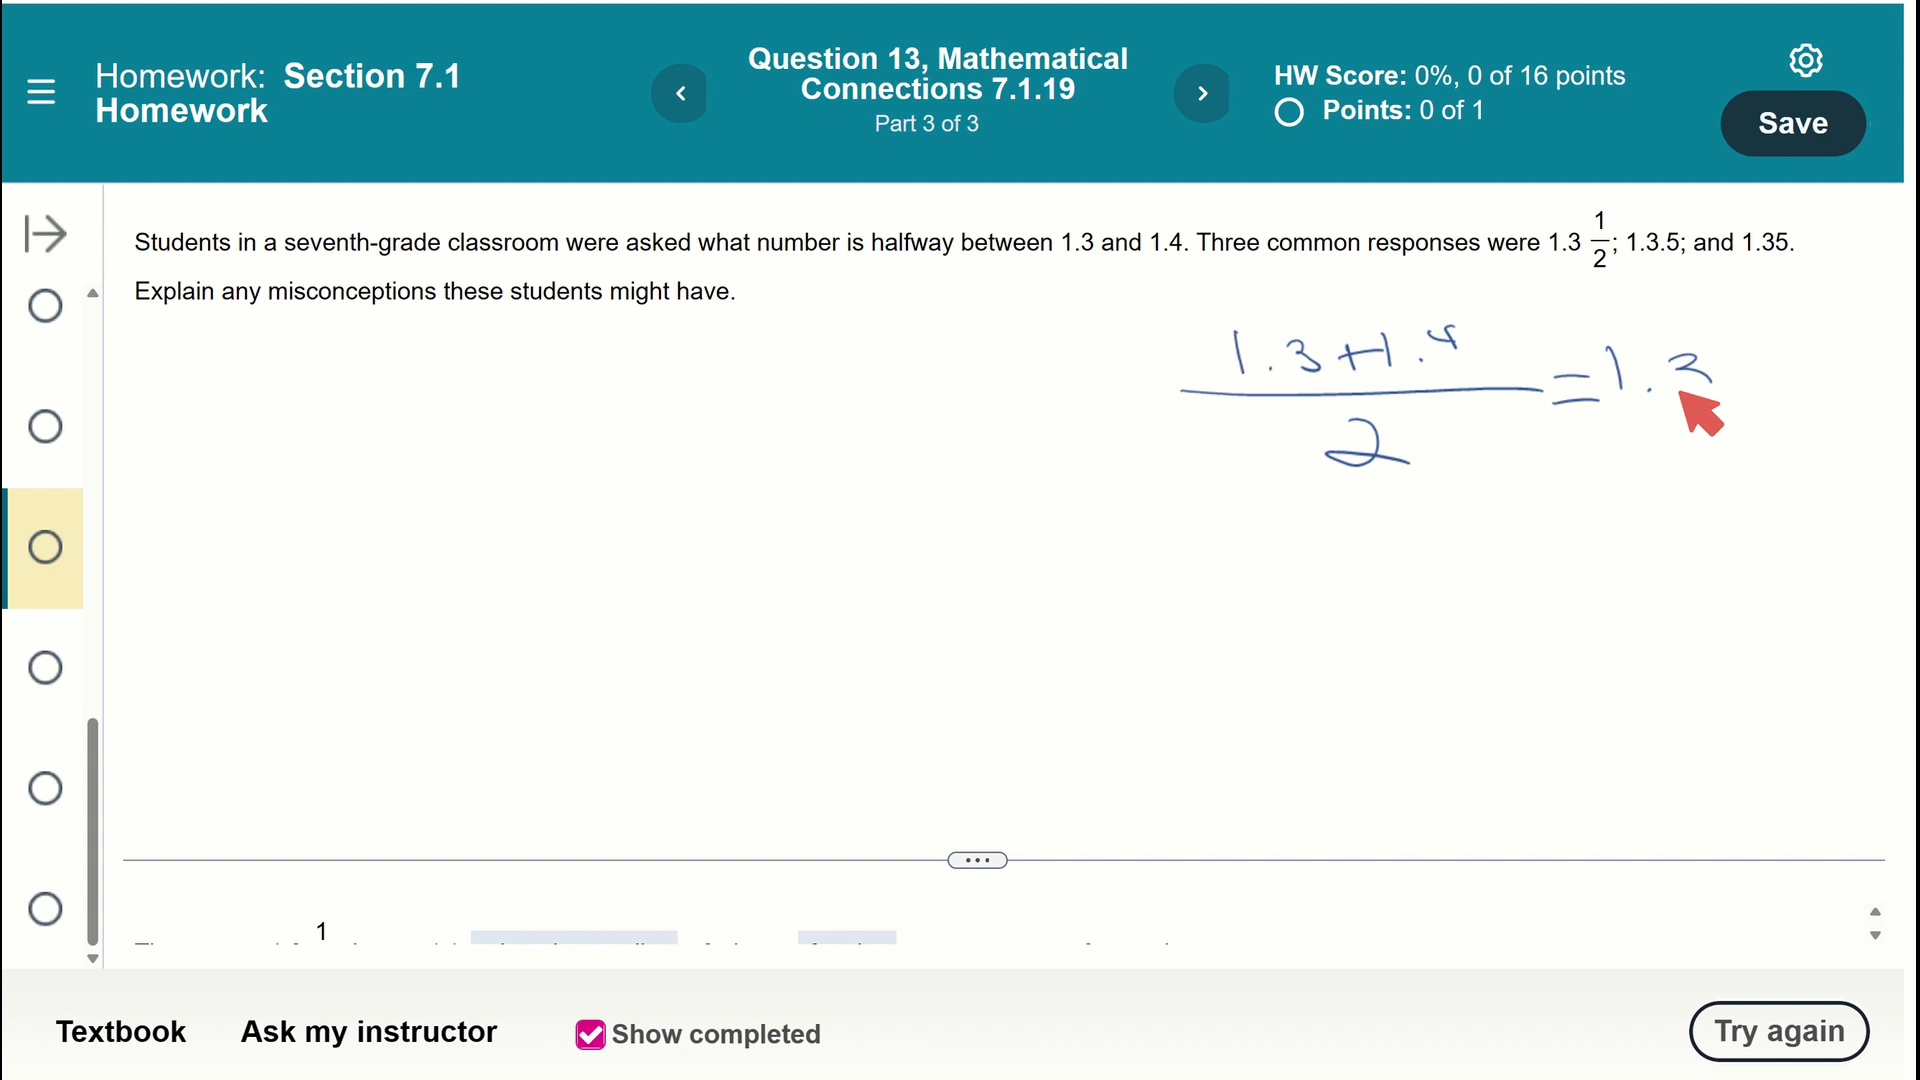 Homework: Section 7.1
Homework
Question 13, Mathematical
Connections 7.1.19
Part 3 of 3
HW Score: 0%, 0 of 16 points
Points: 0 of 1
Save
Students in a seventh-grade classroom were asked what number is halfway between 1.3 and 1.4. Three common responses were 1.3 1/2; 1.3.5; and 1.35.
Explain any misconceptions these students might have.
1.3+1.4
2
=1.3
1
Textbook
Ask my instructor
Show completed
Try again